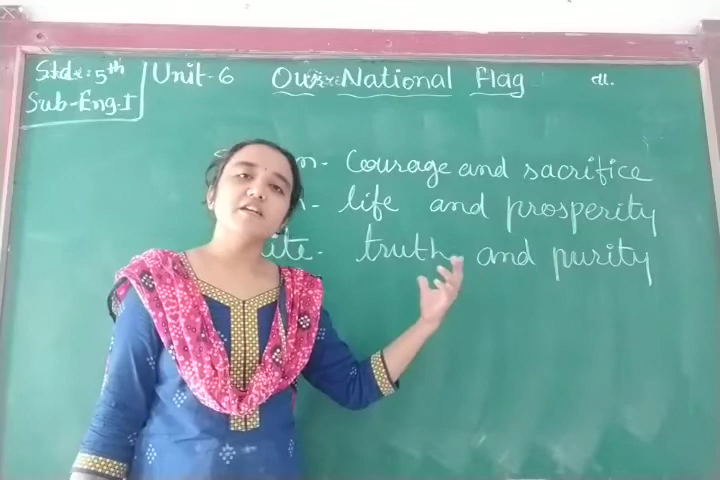 Std.: 5th
Sub-Eng.I
Unit-6
Our National Flag
Courage and sacrifice
life and prosperity
truth and purity